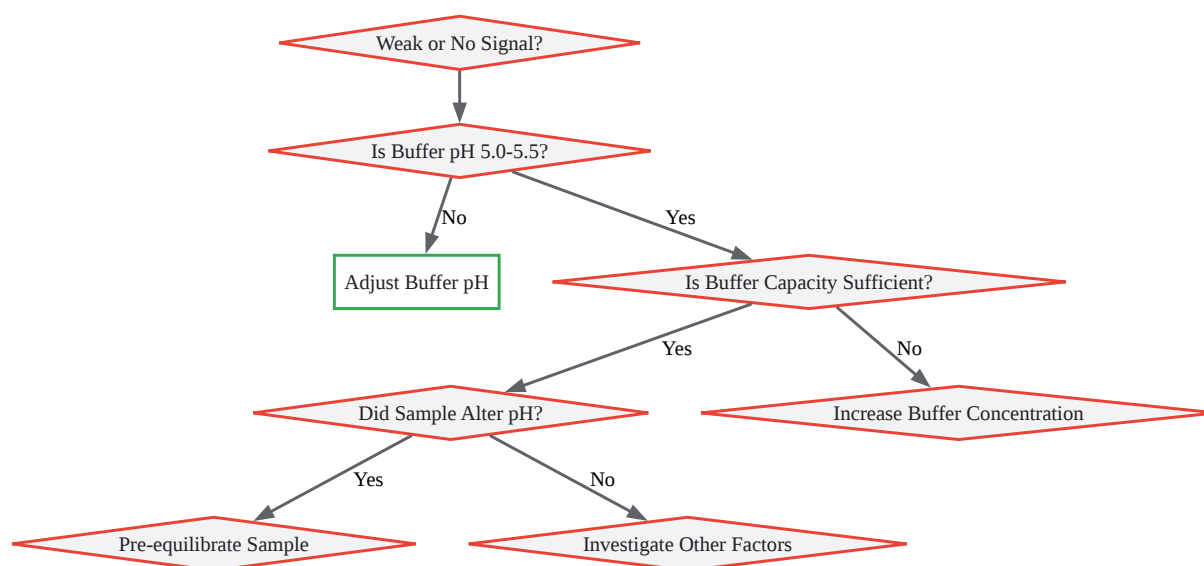 Weak or No Signal?
Is Buffer pH 5.0-5.5?
No
Yes
Adjust Buffer pH
Is Buffer Capacity Sufficient?
Yes
No
Did Sample Alter pH?
Increase Buffer Concentration
Yes
No
Pre-equilibrate Sample
Investigate Other Factors